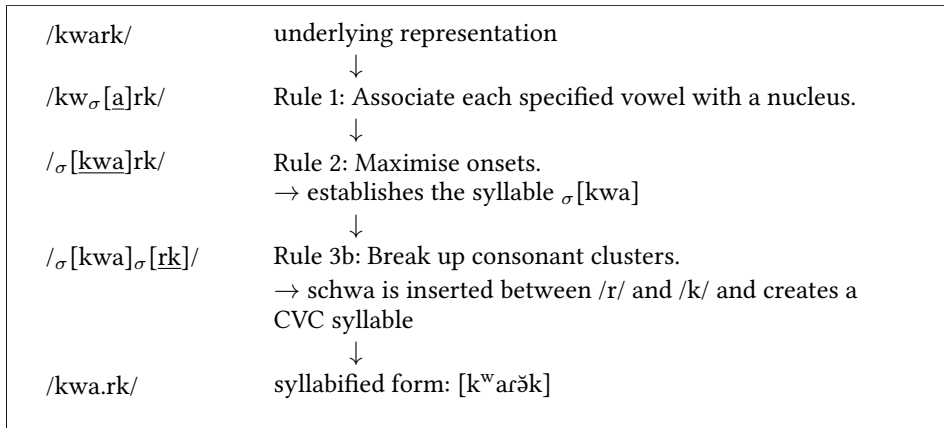 /kwark/ underlying representation
↓
/kwσ[a]rk/ Rule 1: Associate each specified vowel with a nucleus.
↓
/σ[kwa]rk/ Rule 2: Maximise onsets.
→ establishes the syllable σ[kwa]
↓
/σ[kwa]σ[rk]/ Rule 3b: Break up consonant clusters.
→ schwa is inserted between /r/ and /k/ and creates a
CVC syllable
↓
/kwa.rk/ syllabified form: [kʷaɾə̆k]